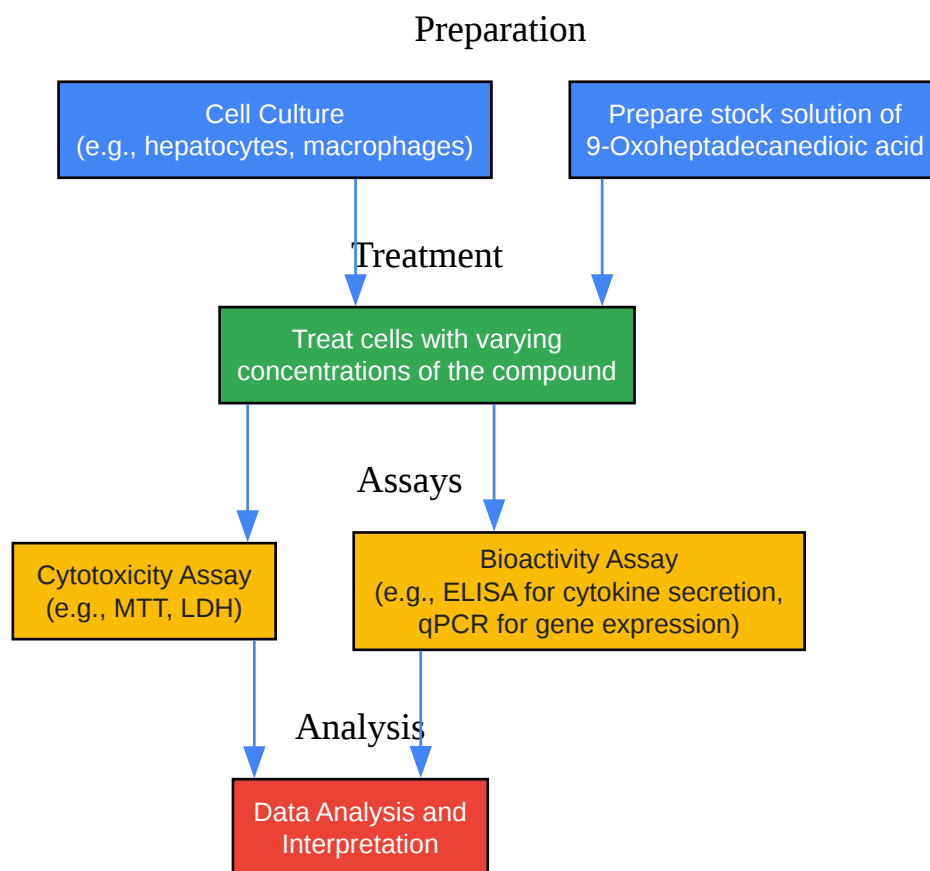 Preparation
Cell Culture
(e.g., hepatocytes, macrophages)
Prepare stock solution of
9-Oxoheptadecanedioic acid
Treatment
Treat cells with varying
concentrations of the compound
Assays
Cytotoxicity Assay
(e.g., MTT, LDH)
Bioactivity Assay
(e.g., ELISA for cytokine secretion,
qPCR for gene expression)
Analysis
Data Analysis and
Interpretation